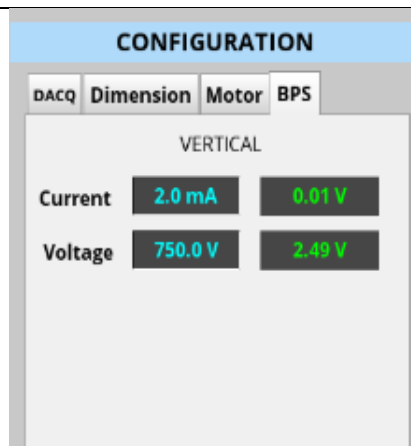 CONFIGURATION
DACQ Dimension Motor BPS
VERTICAL
Current 2.0 mA 0.01 V
Voltage 750.0 V 2.49 V